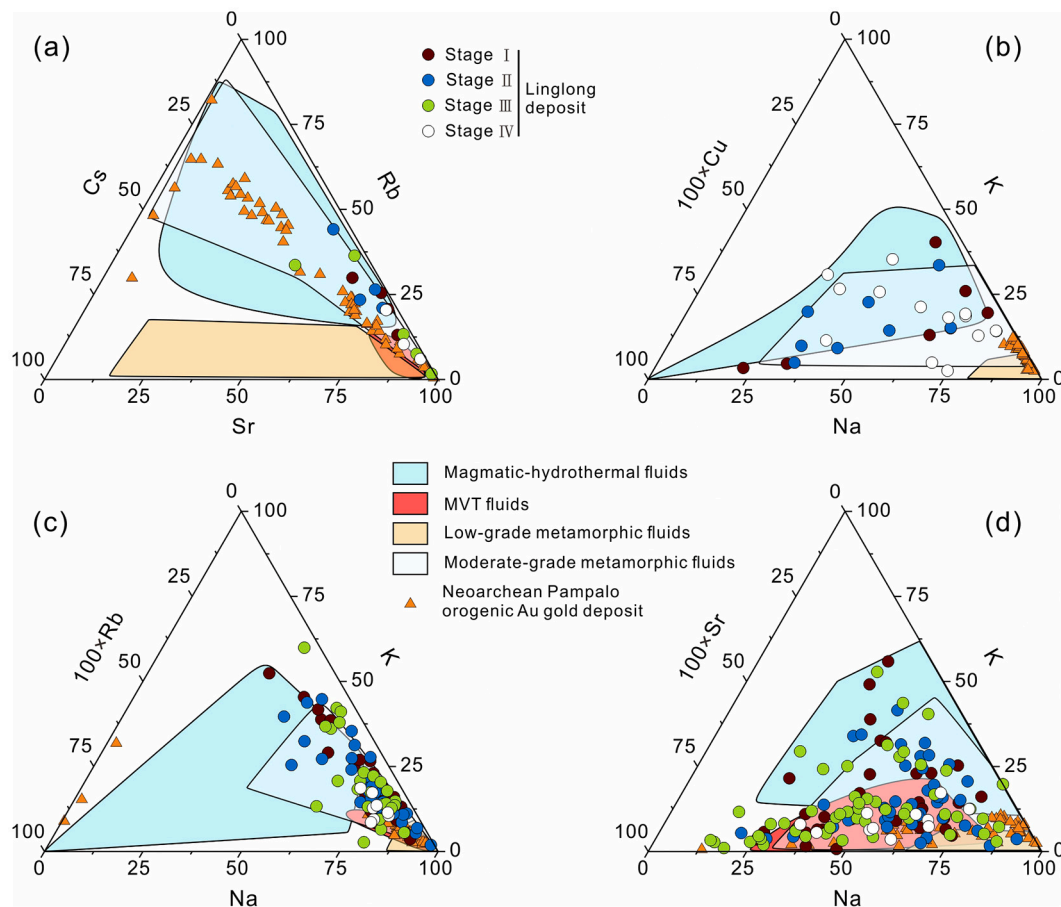 (a)
0
100
25
75
Cs
Rb
50
50
75
25
100
0
0
25
50
75
100
Sr
Stage Ⅰ
Stage Ⅱ
Stage Ⅲ
Stage Ⅳ
Linglong
deposit
(b)
0
100
25
75
100×Cu
K
50
50
75
25
100
0
0
25
50
75
100
Na
Magmatic-hydrothermal fluids
MVT fluids
Low-grade metamorphic fluids
Moderate-grade metamorphic fluids
Neoarchean Pampalo
orogenic Au gold deposit
(c)
0
100
25
75
100×Rb
K
50
50
75
25
100
0
0
25
50
75
100
Na
(d)
0
100
25
75
100×Sr
K
50
50
75
25
100
0
0
25
50
75
100
Na